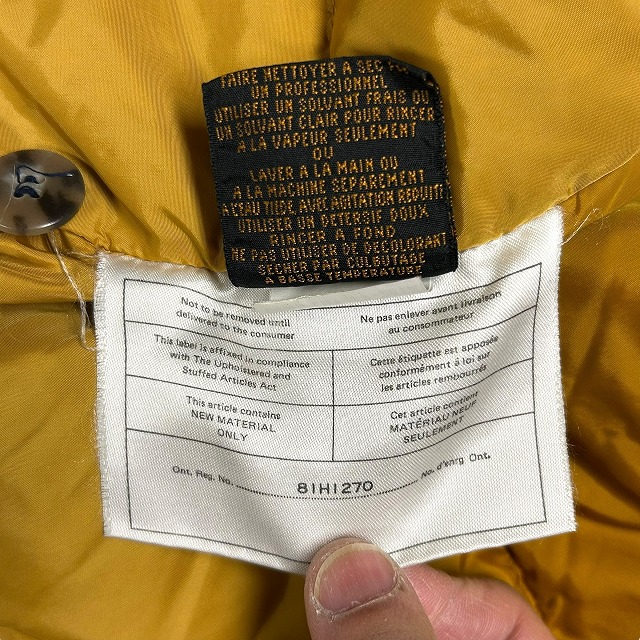 FAIRE NETTOYER A SEC
UN PROFESSIONNEL
UTILISER UN SOLVANT FRAIS OU
UN SOLVANT CLAIR POUR RINCER
A LA VAPEUR SEULEMENT
OU
LAVER A LA MAIN OU
A LA MACHINE SEPAREMENT
A L'EAU TIEDE AVEC AGITATION REDUIT
UTILISER UN DETERSIF DOUX
RINCER A FOND
NE PAS UTILISER DE DECOLORANT
SECHER PAR CULBUTAGE
A BASSE TEMPERATURE
Not to be removed until
delivered to the consumer
Ne pas enlever avant livraison
au consommateur
This label is affixed in compliance
with The Upholstered and
Stuffed Articles Act
Cette étiquette est apposée
conformément à loi sur
les articles rembourrés
This article contains
NEW MATERIAL
ONLY
Cet article contient
MATÉRIAU NEUF
SEULEMENT
Ont. Reg. No. 81H1270 No. d'enrg Ont.